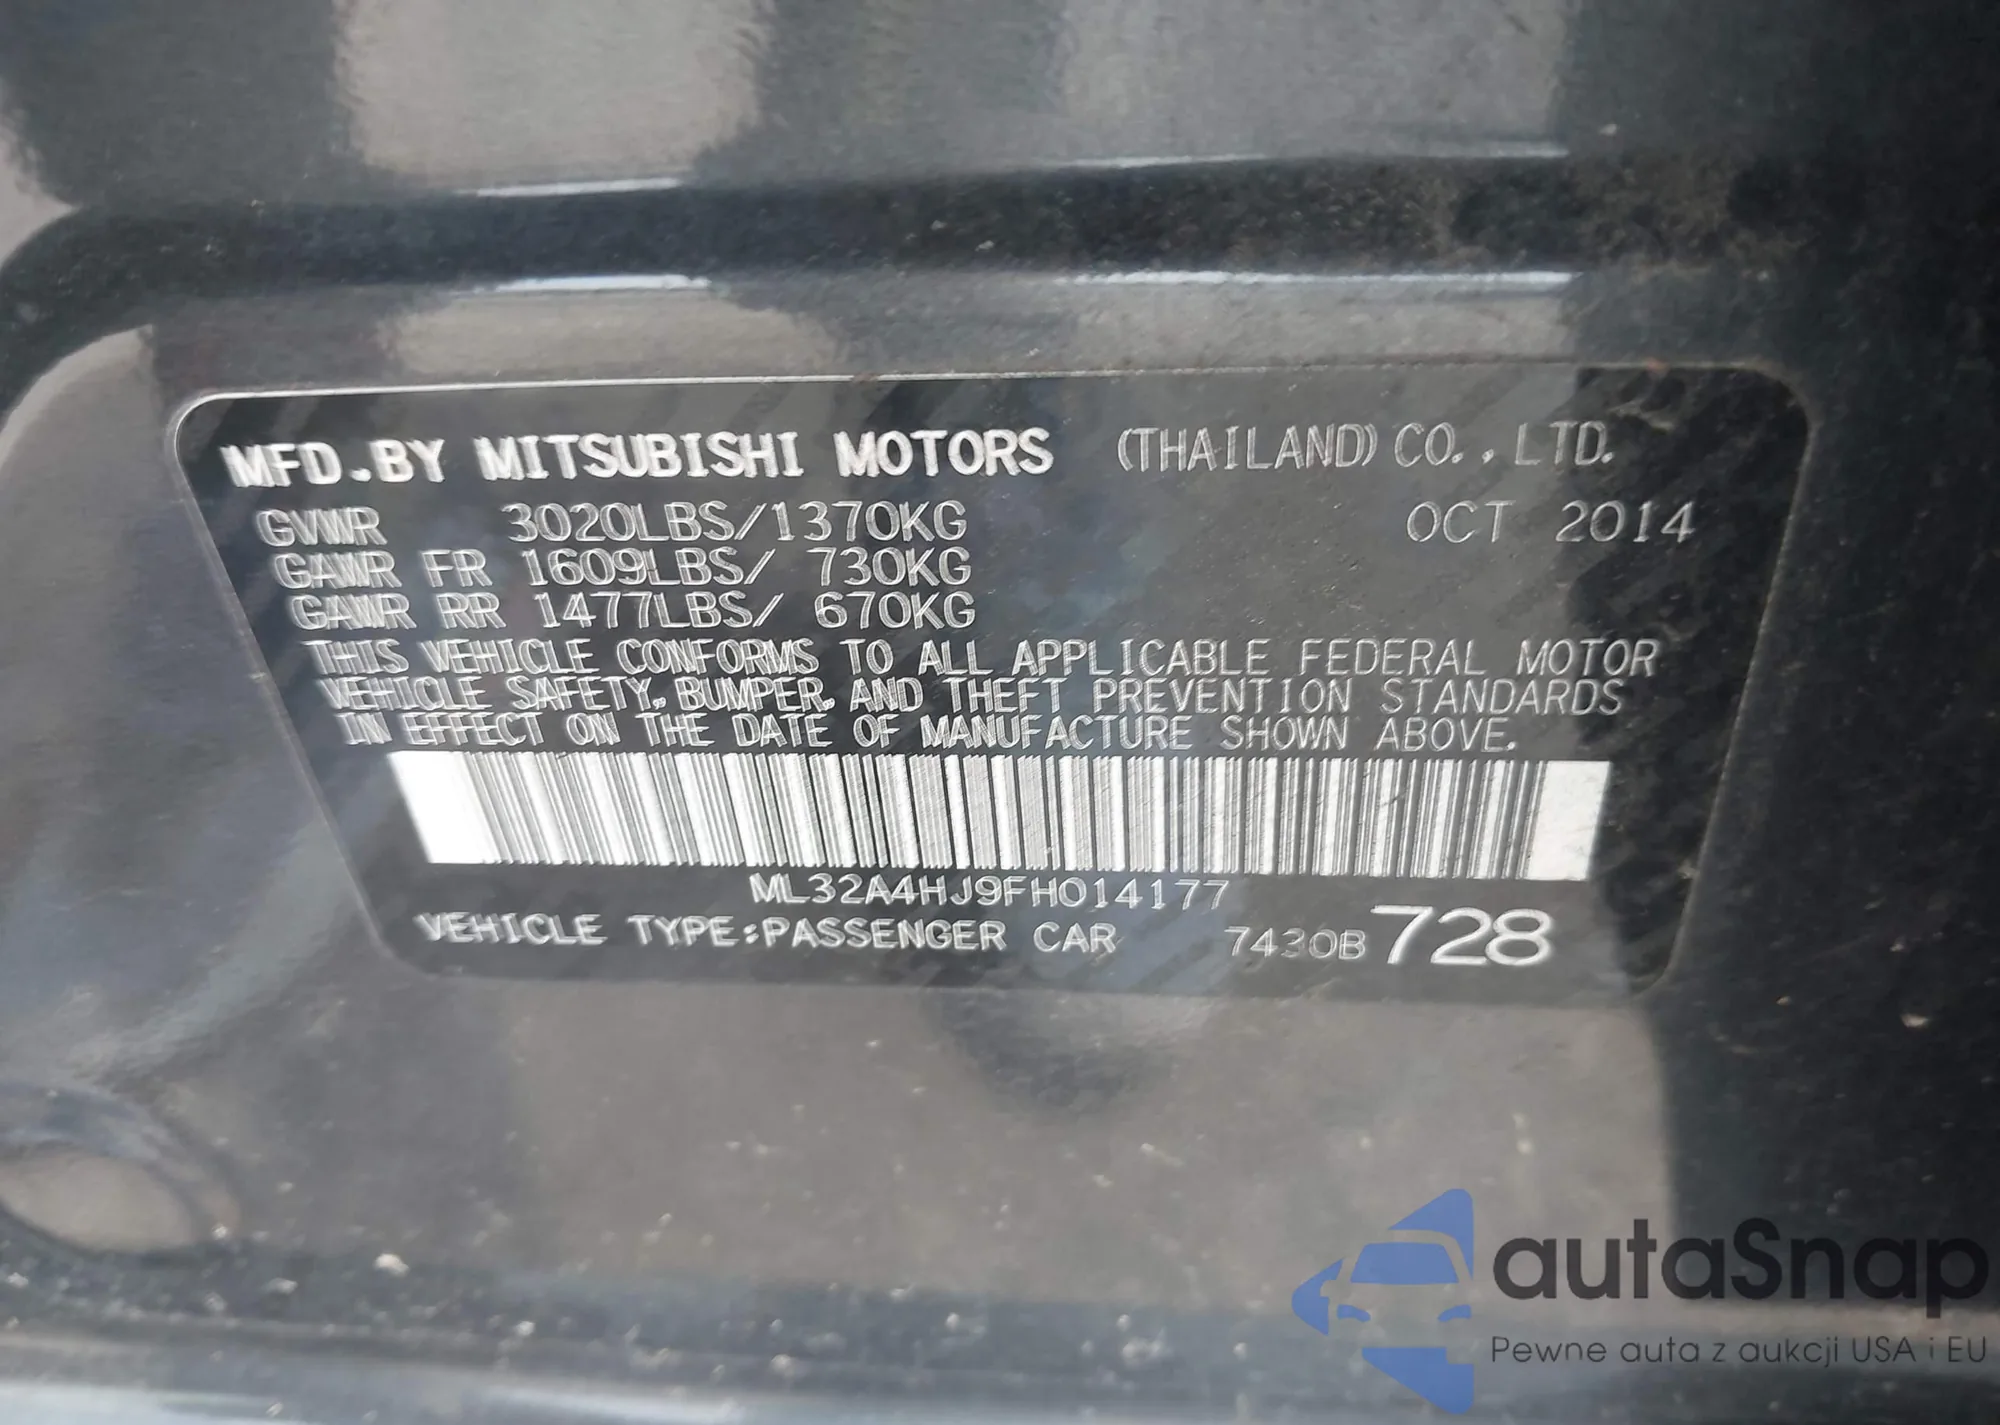 MFD.BY MITSUBISHI MOTORS (THAILAND) CO., LTD.
GVWR 3020LBS/1370KG OCT 2014
GAWR FR 1609LBS/ 730KG
GAWR RR 1477LBS/ 670KG
THIS VEHICLE CONFORMS TO ALL APPLICABLE FEDERAL MOTOR
VEHICLE SAFETY, BUMPER, AND THEFT PREVENTION STANDARDS
IN EFFECT ON THE DATE OF MANUFACTURE SHOWN ABOVE.
ML32A4HJ9FH014177
VEHICLE TYPE:PASSENGER CAR 7430B 728
autaSnap
Pewne auta z aukcji USA i EU